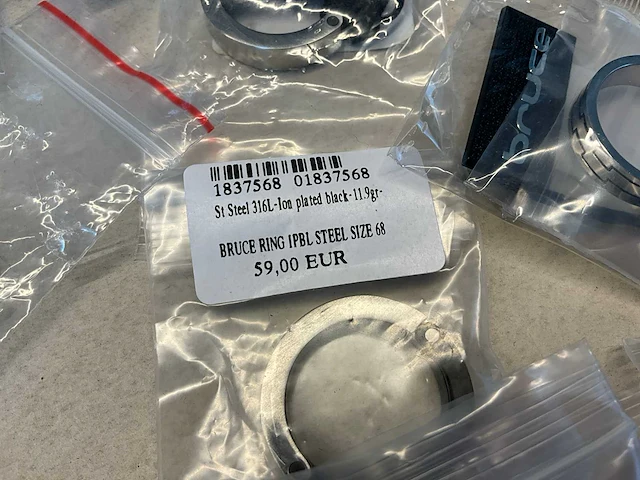 bruce
1837568 01837568
St Steel 316L-Ion plated black-11.9gr-
BRUCE RING IPBL STEEL SIZE 68
59,00 EUR